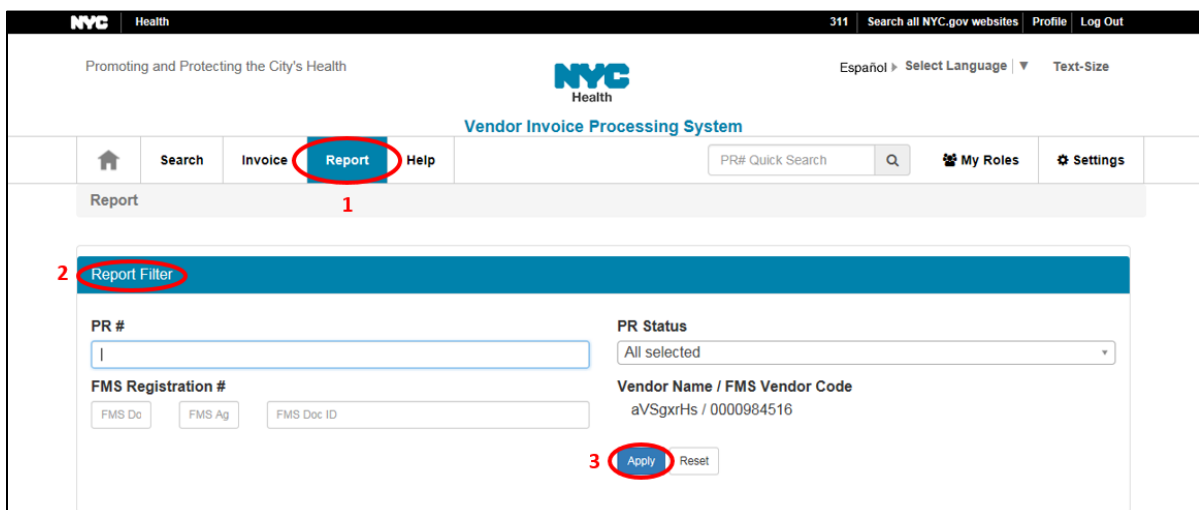 NYC Health 311 Search all NYC.gov websites Profile Log Out
Promoting and Protecting the City's Health
NYC
Health
Español Select Language ▼ Text-Size
Vendor Invoice Processing System
Search Invoice Report Help PR# Quick Search My Roles Settings
Report
1
2 Report Filter
PR #
PR Status
All selected
FMS Registration #
Vendor Name / FMS Vendor Code
FMS Do FMS Ag FMS Doc ID
aVSgxrHs / 0000984516
3 Apply Reset